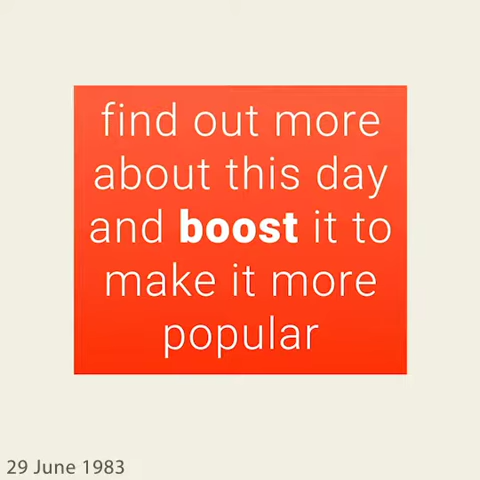 find out more
about this day
and boost it to
make it more
popular
29 June 1983